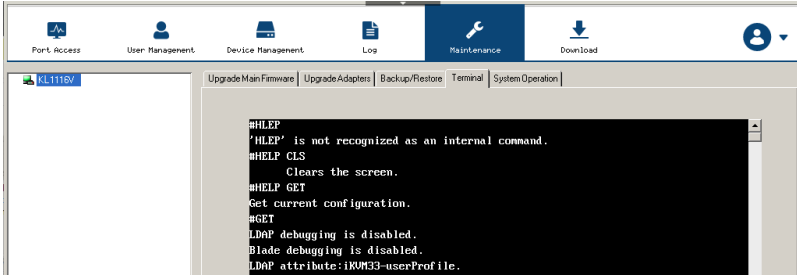 Port Access User Management Device Management Log Maintenance Download
KL1116V
Upgrade Main Firmware Upgrade Adapters Backup/Restore Terminal System Operation
#HLEP
'HLEP' is not recognized as an internal command.
#HELP CLS
Clears the screen.
#HELP GET
Get current configuration.
#GET
LDAP debugging is disabled.
Blade debugging is disabled.
LDAP attribute:iKVM33-userProfile.